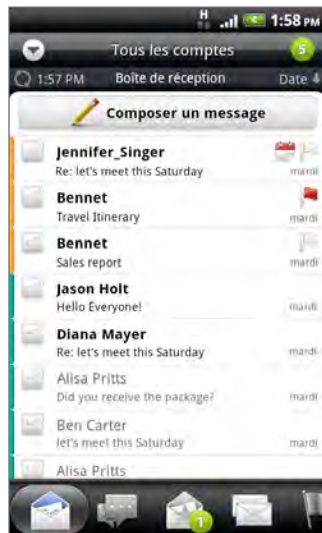 H 1:58 PM
Tous les comptes 5
1:57 PM Boîte de réception Date
Composer un message
Jennifer_Singer
Re: let's meet this Saturday mardi
Bennet
Travel Itinerary mardi
Bennet
Sales report mardi
Jason Holt
Hello Everyone! mardi
Diana Mayer
Re: let's meet this Saturday mardi
Alisa Pritts
Did you receive the package? mardi
Ben Carter
let's meet this Saturday mardi
Alisa Pritts
1